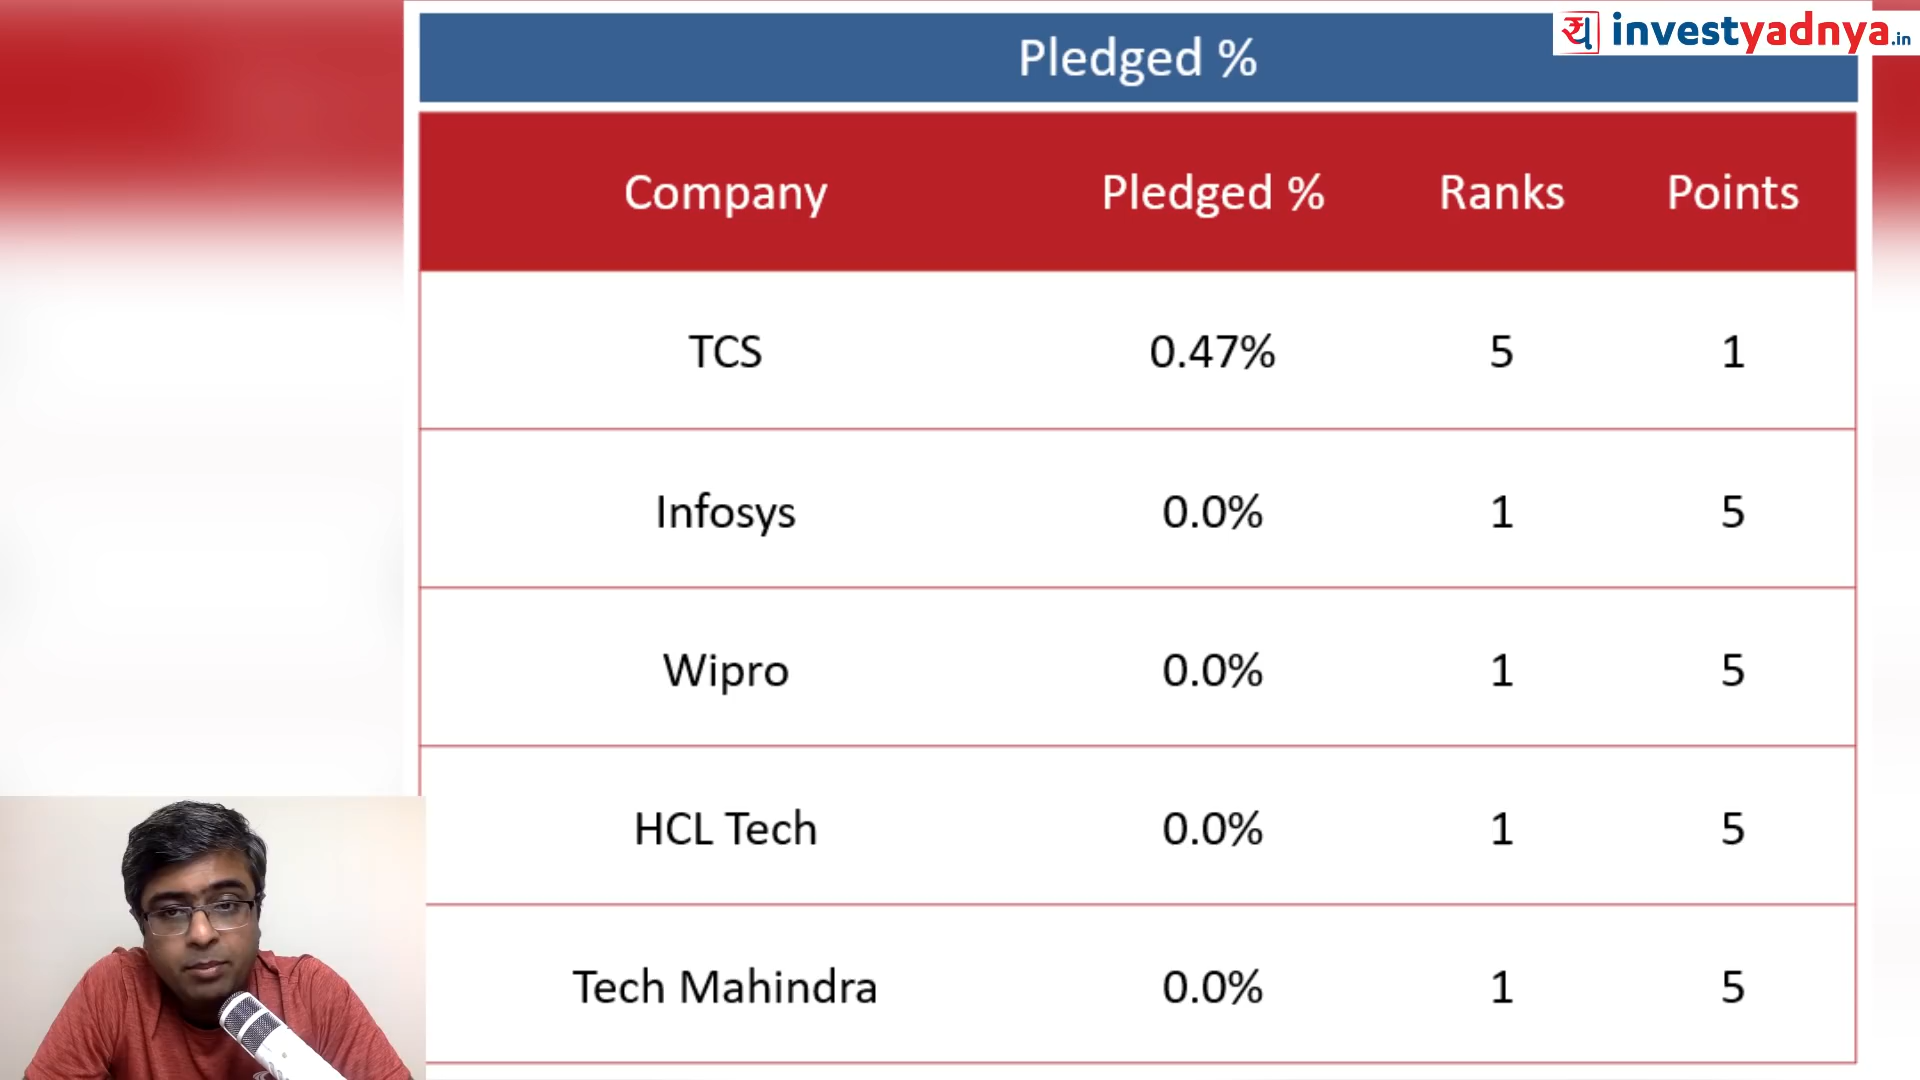 Pledged %
य investyadnya.in
Company Pledged % Ranks Points
TCS 0.47% 5 1
Infosys 0.0% 1 5
Wipro 0.0% 1 5
HCL Tech 0.0% 1 5
Tech Mahindra 0.0% 1 5